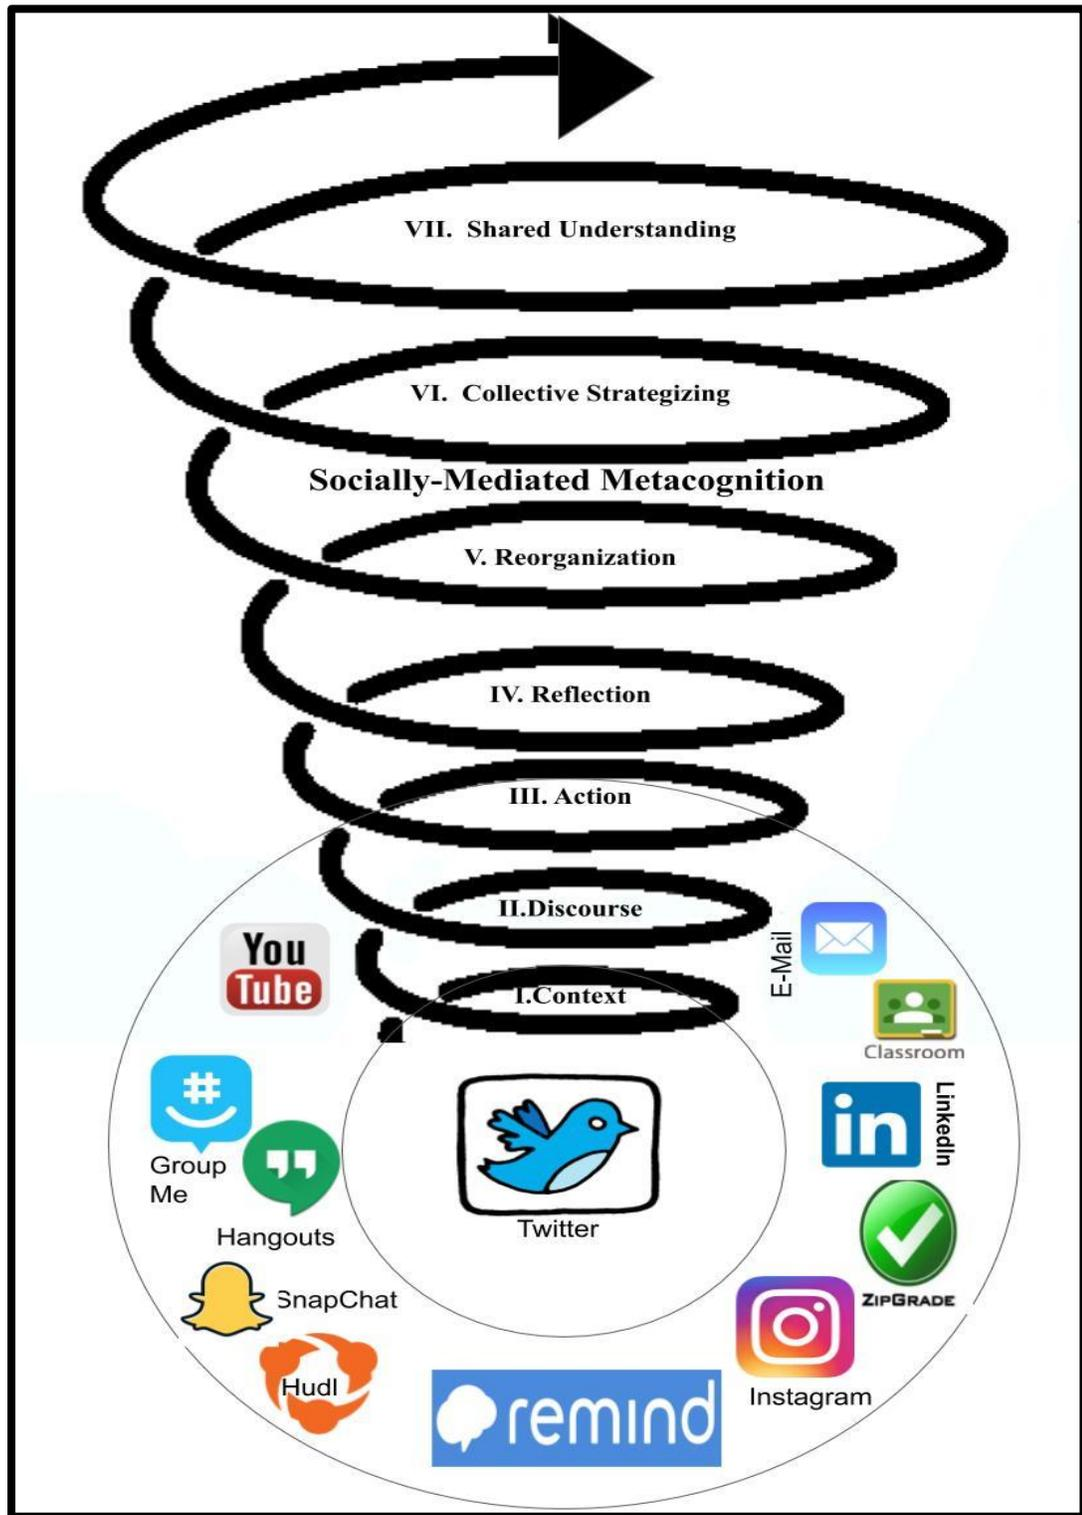 VII. Shared Understanding
VI. Collective Strategizing
Socially-Mediated Metacognition
V. Reorganization
IV. Reflection
III. Action
II.Discourse
I.Context
You
Tube
E-Mail
Classroom
#
Group
Me
Hangouts
in
LinkedIn
Twitter
SnapChat
ZIPGRADE
Hudl
remind
Instagram